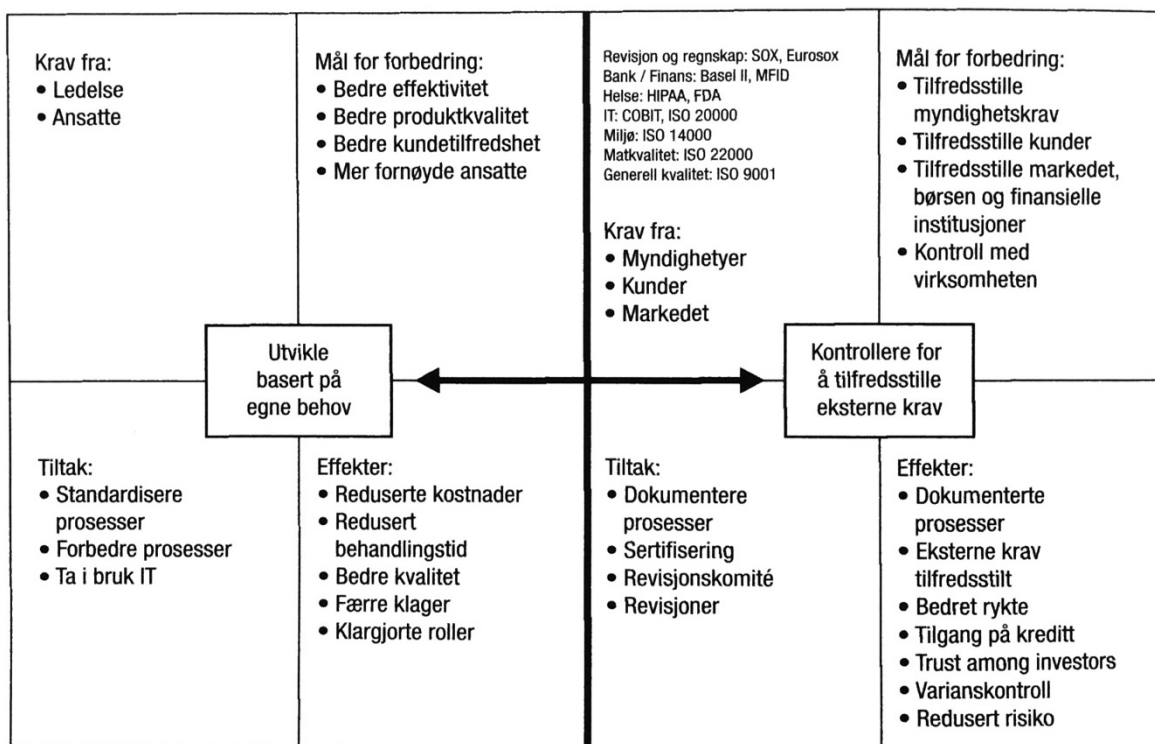 Krav fra:
• Ledelse
• Ansatte
Mål for forbedring:
• Bedre effektivitet
• Bedre produktkvalitet
• Bedre kundetilfredshet
• Mer fornøyde ansatte
Revisjon og regnskap: SOX, Eurosox
Bank / Finans: Basel II, MFID
Helse: HIPAA, FDA
IT: COBIT, ISO 20000
Miljø: ISO 14000
Matkvalitet: ISO 22000
Generell kvalitet: ISO 9001
Krav fra:
• Myndighetyer
• Kunder
• Markedet
Mål for forbedring:
• Tilfredsstille
myndighetskrav
• Tilfredsstille kunder
• Tilfredsstille markedet,
børsen og finansielle
institusjoner
• Kontroll med
virksomheten
Utvikle
basert på
egne behov
Kontrollere for
å tilfredsstille
eksterne krav
Tiltak:
• Standardisere
prosesser
• Forbedre prosesser
• Ta i bruk IT
Effekter:
• Reduserte kostnader
• Redusert
behandlingstid
• Bedre kvalitet
• Færre klager
• Klargjorte roller
Tiltak:
• Dokumentere
prosesser
• Sertifisering
• Revisjonskomité
• Revisjoner
Effekter:
• Dokumenterte
prosesser
• Eksterne krav
tilfredsstilt
• Bedret rykte
• Tilgang på kreditt
• Trust among investors
• Varianskontroll
• Redusert risiko